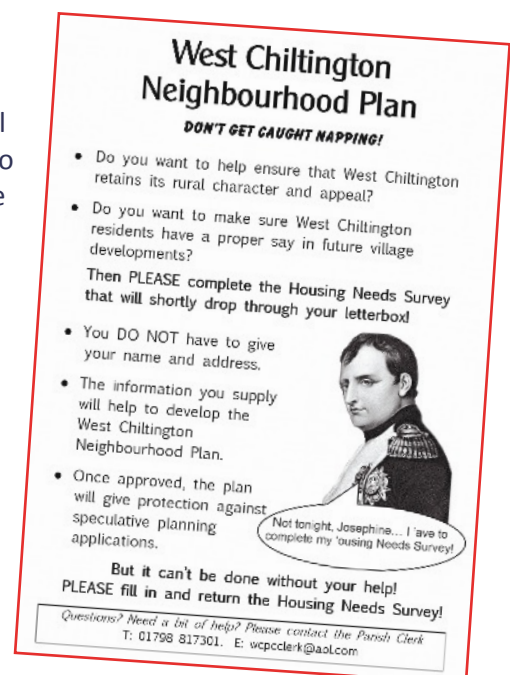 l
o
e
West Chiltington
Neighbourhood Plan
DON'T GET CAUGHT NAPPING!
• Do you want to help ensure that West Chiltington
retains its rural character and appeal?
• Do you want to make sure West Chiltington
residents have a proper say in future village
developments?
Then PLEASE complete the Housing Needs Survey
that will shortly drop through your letterbox!
• You DO NOT have to give
your name and address.
• The information you supply
will help to develop the
West Chiltington
Neighbourhood Plan.
• Once approved, the plan
will give protection against
speculative planning
applications.
Not tonight, Josephine... I 'ave to
complete my 'ousing Needs Survey!
But it can't be done without your help!
PLEASE fill in and return the Housing Needs Survey!
Questions? Need a bit of help? Please contact the Parish Clerk
T: 01798 817301. E: wcpcclerk@aol.com